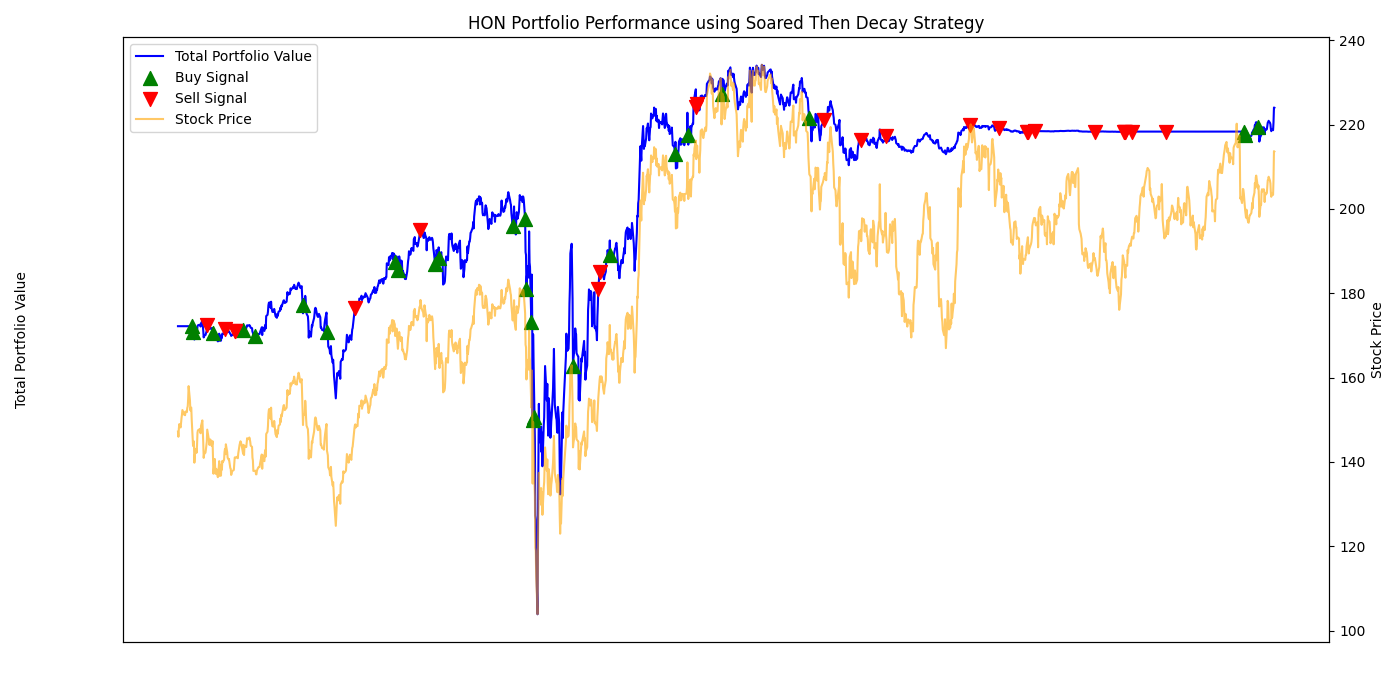 HON Portfolio Performance using Soared Then Decay Strategy
Total Portfolio Value
Buy Signal
Sell Signal
Stock Price
Total Portfolio Value
240
220
200
180
160
140
120
100
Stock Price